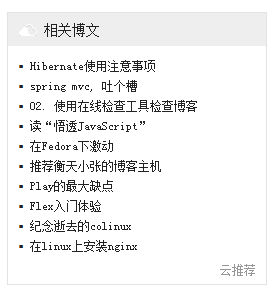 相关博文
Hibernate使用注意事项
spring mvc, 吐个槽
02. 使用在线检查工具检查博客
读“悟透JavaScript”
在Fedora下激动
推荐衡天小张的博客主机
Play的最大缺点
Flex入门体验
纪念逝去的colinux
在linux上安装nginx
云推荐